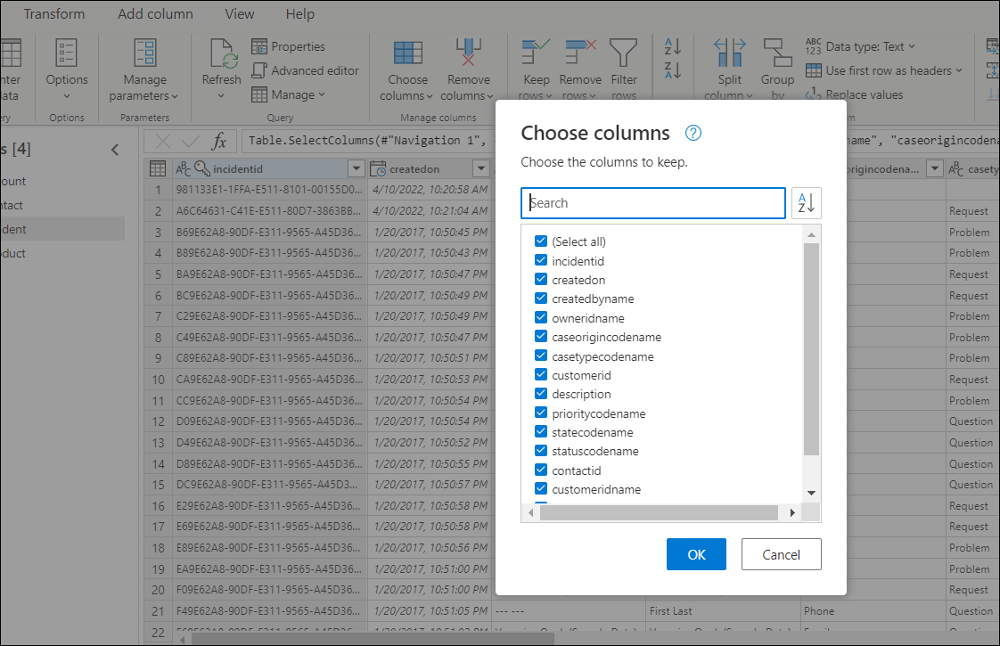 Transform Add column View Help
Options
Manage parameters
Refresh
Properties
Advanced editor
Manage
Choose columns
Remove columns
Keep rows
Remove rows
Filter rows
Split column
Group by
Data type: Text
Use first row as headers
Replace values
Options Parameters Query Manage columns
s [4]
fx Table.SelectColumns(#"Navigation 1",
incidentid createdon
1 981133E1-1FFA-E511-8101-00155D0... 4/10/2022, 10:20:58 AM
2 A6C64631-C41E-E511-80D7-3863BB... 4/10/2022, 10:21:04 AM Request
3 B69E62A8-90DF-E311-9565-A45D36... 1/20/2017, 10:50:45 PM Problem
4 B89E62A8-90DF-E311-9565-A45D36... 1/20/2017, 10:50:43 PM Problem
5 BA9E62A8-90DF-E311-9565-A45D36... 1/20/2017, 10:50:47 PM Request
6 BC9E62A8-90DF-E311-9565-A45D36... 1/20/2017, 10:50:49 PM Request
7 C29E62A8-90DF-E311-9565-A45D36... 1/20/2017, 10:50:49 PM Problem
8 C49E62A8-90DF-E311-9565-A45D36... 1/20/2017, 10:50:47 PM Problem
9 C89E62A8-90DF-E311-9565-A45D36... 1/20/2017, 10:50:51 PM Problem
10 CA9E62A8-90DF-E311-9565-A45D36... 1/20/2017, 10:50:53 PM Request
11 CC9E62A8-90DF-E311-9565-A45D36... 1/20/2017, 10:50:54 PM Problem
12 D09E62A8-90DF-E311-9565-A45D36... 1/20/2017, 10:50:54 PM Question
13 D49E62A8-90DF-E311-9565-A45D36... 1/20/2017, 10:50:52 PM Question
14 D89E62A8-90DF-E311-9565-A45D36... 1/20/2017, 10:50:55 PM Question
15 DC9E62A8-90DF-E311-9565-A45D3... 1/20/2017, 10:50:57 PM Question
16 E29E62A8-90DF-E311-9565-A45D36... 1/20/2017, 10:50:58 PM Request
17 E69E62A8-90DF-E311-9565-A45D36... 1/20/2017, 10:50:58 PM Request
18 E89E62A8-90DF-E311-9565-A45D36... 1/20/2017, 10:50:56 PM Problem
19 EA9E62A8-90DF-E311-9565-A45D36... 1/20/2017, 10:51:00 PM Problem
20 F09E62A8-90DF-E311-9565-A45D36... 1/20/2017, 10:51:00 PM Request
21 F49E62A8-90DF-E311-9565-A45D36... 1/20/2017, 10:51:05 PM --- --- First Last Phone Question
22
Choose columns
Choose the columns to keep.
Search
(Select all)
incidentid
createdon
createdbyname
owneridname
caseorigincodename
casetypecodename
customerid
description
prioritycodename
statecodename
statuscodename
contactid
customeridname
OK Cancel